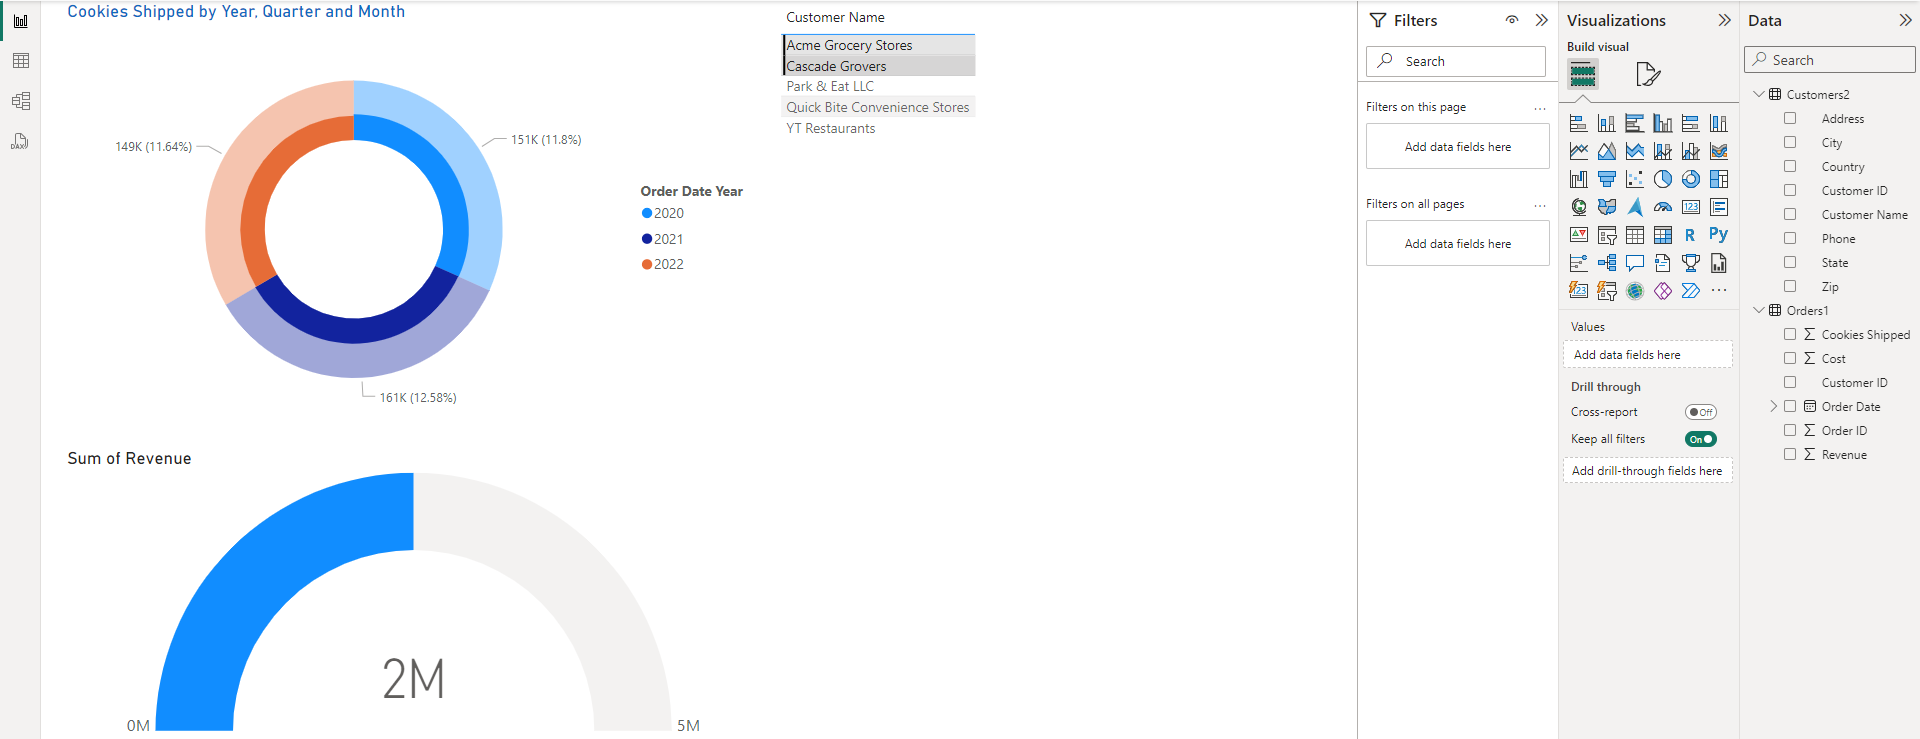 Cookies Shipped by Year, Quarter and Month
149K (11.64%)
151K (11.8%)
161K (12.58%)
Order Date Year
2020
2021
2022
Customer Name
Acme Grocery Stores
Cascade Grovers
Park & Eat LLC
Quick Bite Convenience Stores
YT Restaurants
Sum of Revenue
2M
0M
5M
DAX
Filters
Search
Filters on this page
...
Add data fields here
Filters on all pages
...
Add data fields here
Visualizations
Build visual
123
R
Py
123
...
Values
Add data fields here
Drill through
Cross-report
Off
Keep all filters
On
Add drill-through fields here
Data
Search
Customers2
Address
City
Country
Customer ID
Customer Name
Phone
State
Zip
Orders1
Σ Cookies Shipped
Σ Cost
Customer ID
Order Date
Σ Order ID
Σ Revenue